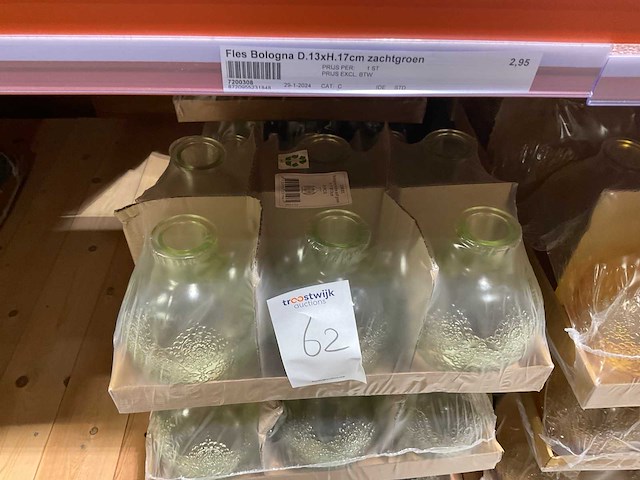 Fles Bologna D.13xH.17cm zachtgroen
2,95
PRIJS PER: 1 ST
PRIJS EXCL. BTW
7200308
29-1-2024 CAT: C
troostwijk
auctions
62